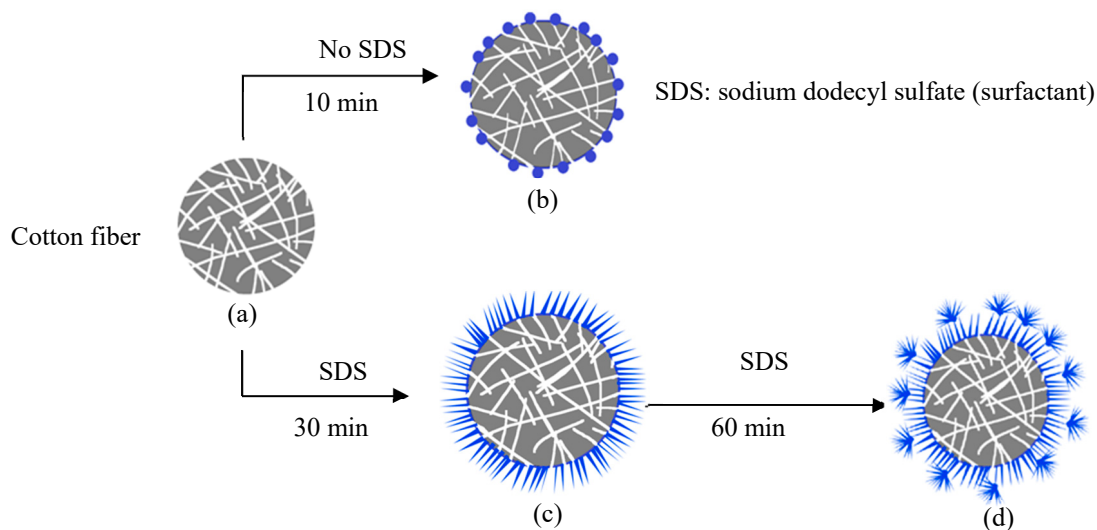 No SDS
10 min
SDS: sodium dodecyl sulfate (surfactant)
(b)
Cotton fiber
(a)
SDS
30 min
SDS
60 min
(c)
(d)